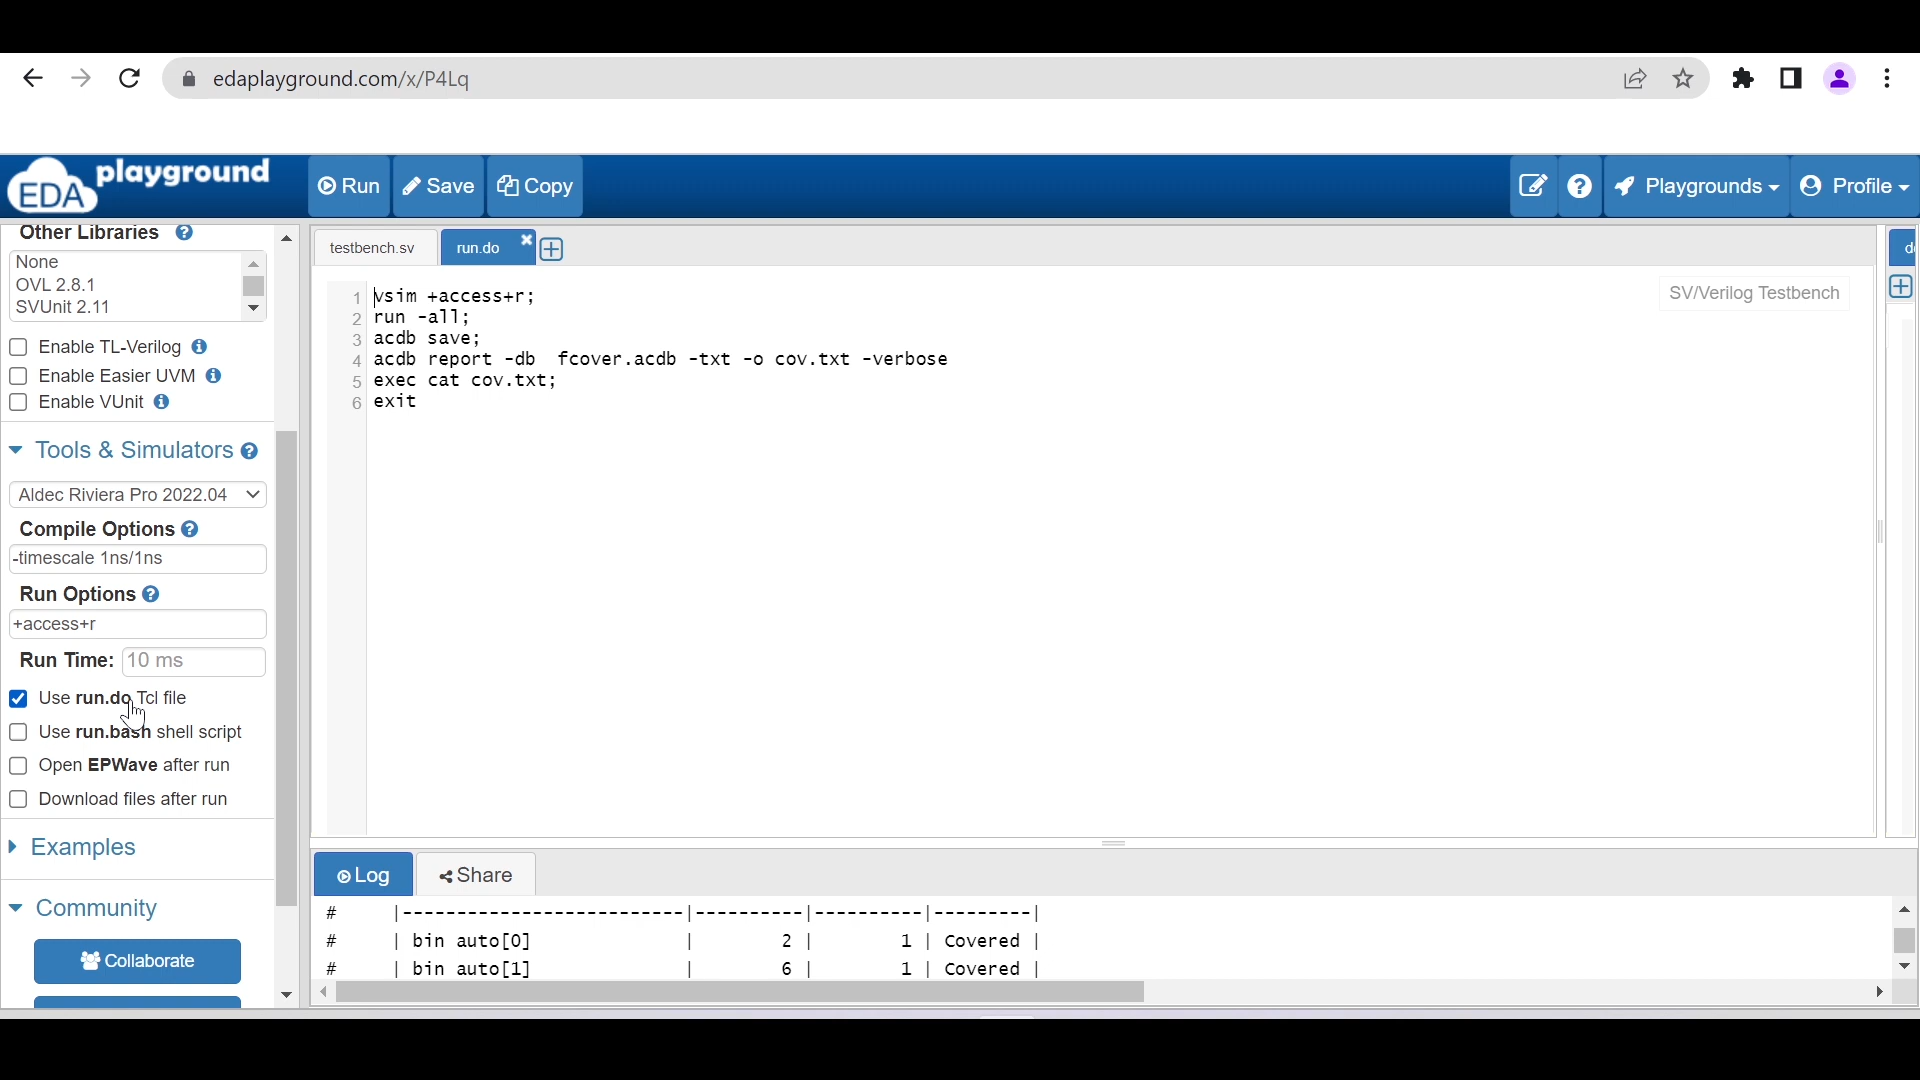 edaplayground.com/x/P4Lq
EDA playground
Run
Save
Copy
Playgrounds
Profile
Other Libraries
None
OVL 2.8.1
SVUnit 2.11
Enable TL-Verilog
Enable Easier UVM
Enable VUnit
Tools & Simulators
Aldec Riviera Pro 2022.04
Compile Options
-timescale 1ns/1ns
Run Options
+access+r
Run Time: 10 ms
Use run.do Tcl file
Use run.bash shell script
Open EPWave after run
Download files after run
Examples
Community
Collaborate
testbench.sv
run.do
SV/Verilog Testbench
1 vsim +access+r;
2 run -all;
3 acdb save;
4 acdb report -db  fcover.acdb -txt -o cov.txt -verbose
5 exec cat cov.txt;
6 exit
Log
Share
#     |--------------------------|----------|----------|---------|
#     | bin auto[0]              |        2 |        1 | Covered |
#     | bin auto[1]              |        6 |        1 | Covered |